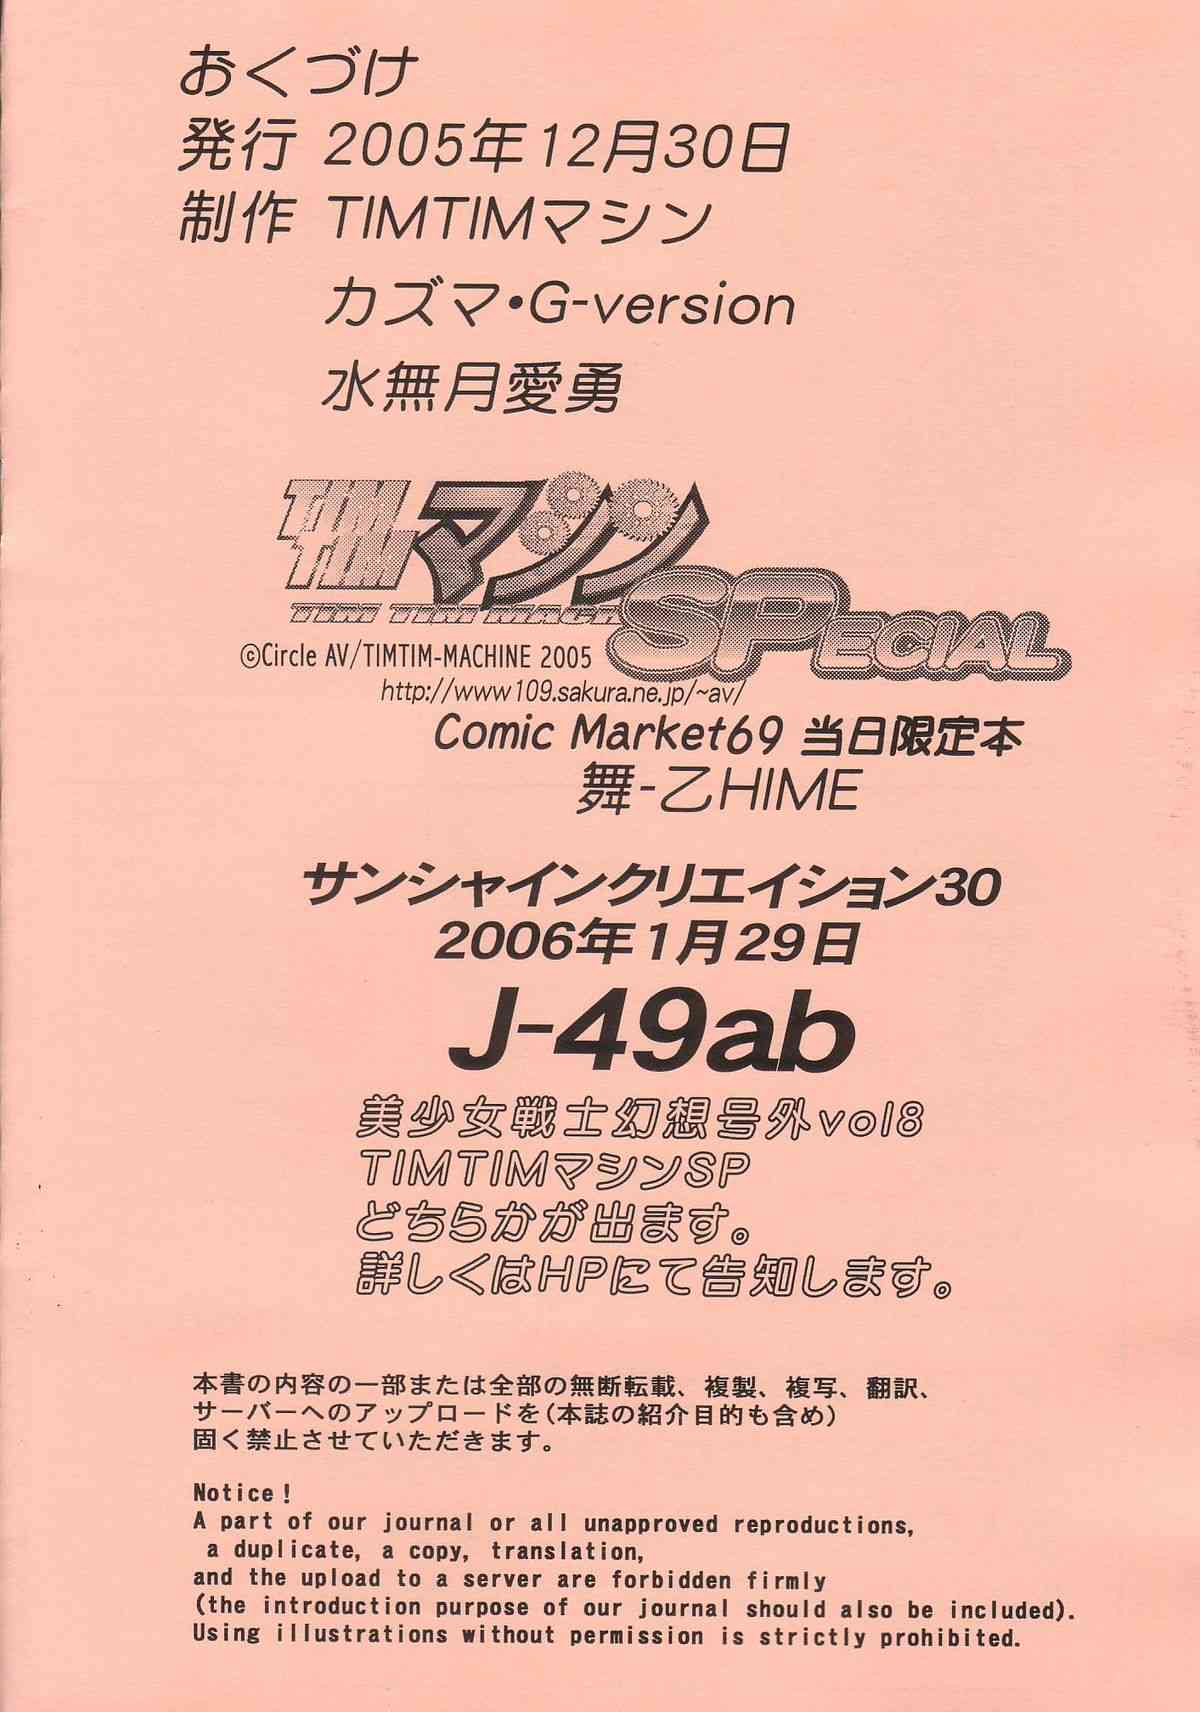 おくづけ
発行 2005年12月30日
制作 TIMTIMマシン
カズマ・G-version
水無月愛勇
TIM TIM マシン
TIM TIM MACH
SPECIAL
©Circle AV/TIMTIM-MACHINE 2005
http://www109.sakura.ne.jp/~av/
Comic Market69 当日限定本
舞-乙HIME
サンシャインクリエイション30
2006年1月29日
J-49ab
美少女戦士幻想号外vol8
TIMTIMマシンSP
どちらかが出ます。
詳しくはHPにて告知します。
本書の内容の一部または全部の無断転載、複製、複写、翻訳、
サーバーへのアップロードを(本誌の紹介目的も含め)
固く禁止させていただきます。
Notice!
A part of our journal or all unapproved reproductions,
a duplicate, a copy, translation,
and the upload to a server are forbidden firmly
(the introduction purpose of our journal should also be included).
Using illustrations without permission is strictly prohibited.